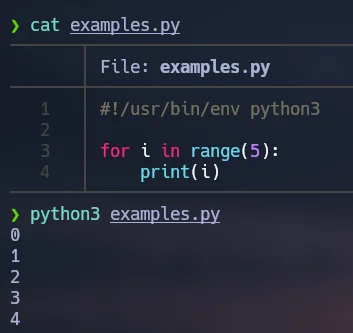 ❯ cat examples.py
File: examples.py
1 #!/usr/bin/env python3
2
3 for i in range(5):
4     print(i)
❯ python3 examples.py
0
1
2
3
4